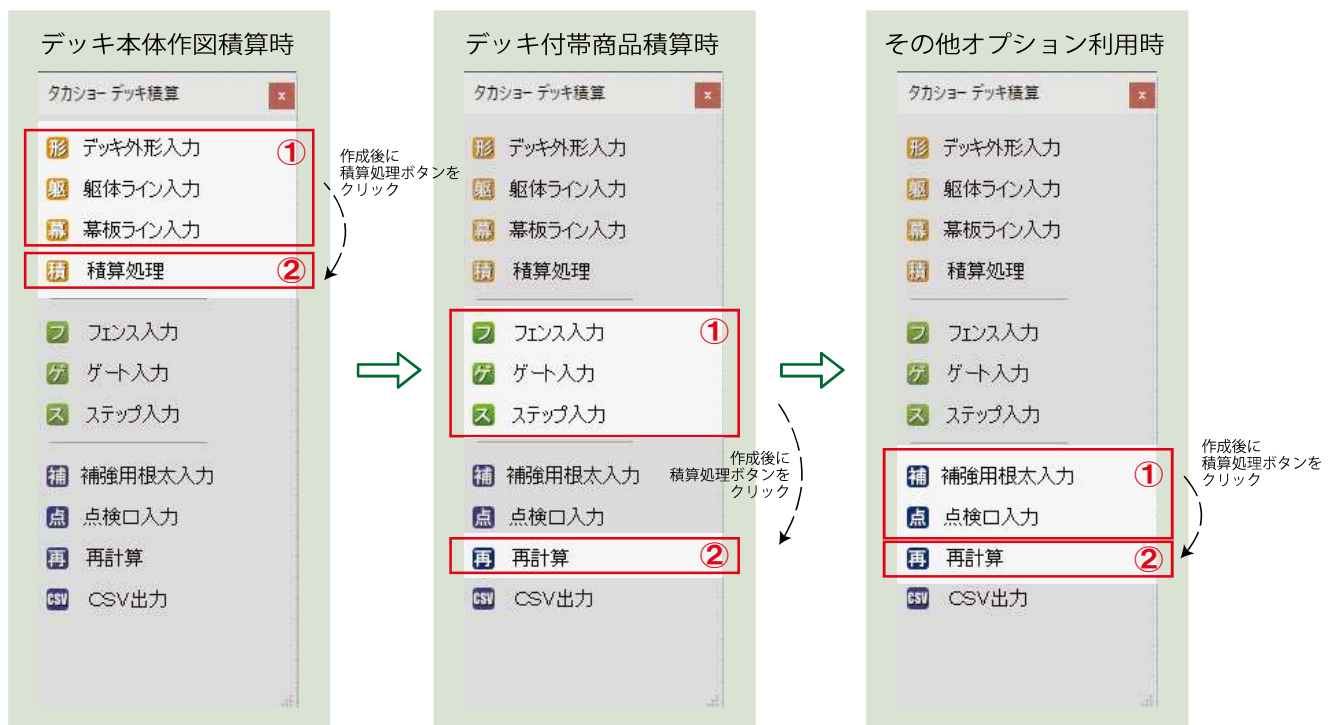 デッキ本体作図積算時
タカショー デッキ積算
x
形 デッキ外形入力
①
躯 躯体ライン入力
幕 幕板ライン入力
積 積算処理
②
作成後に
積算処理ボタンを
クリック
フ フェンス入力
ゲ ゲート入力
ス ステップ入力
補 補強用根太入力
点 点検口入力
再 再計算
CSV CSV出力
デッキ付帯商品積算時
タカショー デッキ積算
x
形 デッキ外形入力
躯 躯体ライン入力
幕 幕板ライン入力
積 積算処理
フ フェンス入力
①
ゲ ゲート入力
ス ステップ入力
作成後に
積算処理ボタンを
クリック
補 補強用根太入力
点 点検口入力
再 再計算
②
CSV CSV出力
その他オプション利用時
タカショー デッキ積算
x
形 デッキ外形入力
躯 躯体ライン入力
幕 幕板ライン入力
積 積算処理
フ フェンス入力
ゲ ゲート入力
ス ステップ入力
補 補強用根太入力
①
点 点検口入力
再 再計算
②
CSV CSV出力
作成後に
積算処理ボタンを
クリック